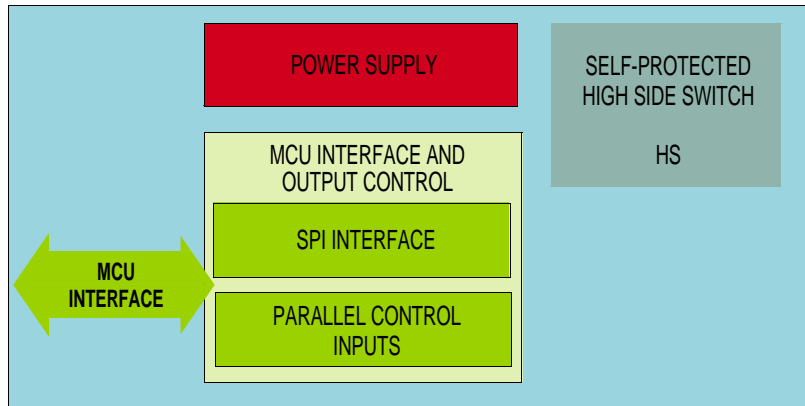 POWER SUPPLY
SELF-PROTECTED
HIGH SIDE SWITCH
HS
MCU INTERFACE AND
OUTPUT CONTROL
SPI INTERFACE
MCU
INTERFACE
PARALLEL CONTROL
INPUTS